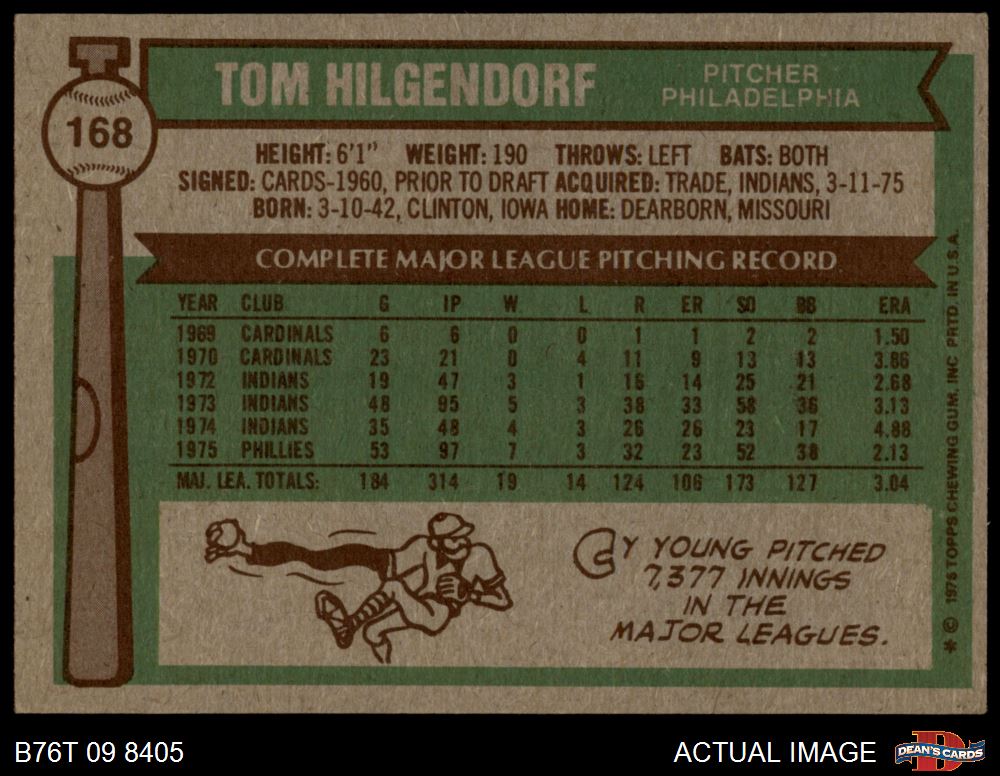 TOM HILGENDORF
PITCHER
PHILADELPHIA
168
HEIGHT: 6'1" WEIGHT: 190 THROWS: LEFT BATS: BOTH
SIGNED: CARDS-1960, PRIOR TO DRAFT ACQUIRED: TRADE, INDIANS, 3-11-75
BORN: 3-10-42, CLINTON, IOWA HOME: DEARBORN, MISSOURI
COMPLETE MAJOR LEAGUE PITCHING RECORD
YEAR CLUB G IP W L R ER SO BB ERA
1969 CARDINALS 6 6 0 0 1 1 2 2 1.50
1970 CARDINALS 23 21 0 4 11 9 13 13 3.86
1972 INDIANS 19 47 3 1 16 14 25 21 2.68
1973 INDIANS 48 95 5 3 38 33 58 36 3.13
1974 INDIANS 35 48 4 3 26 26 23 17 4.88
1975 PHILLIES 53 97 7 3 32 23 52 38 2.13
MAJ. LEA. TOTALS: 184 314 19 14 124 106 173 127 3.04
CY YOUNG PITCHED
7,377 INNINGS
IN THE
MAJOR LEAGUES.
* © 1976 TOPPS CHEWING GUM, INC PRTD. IN U.S.A.
B76T 09 8405
ACTUAL IMAGE
DEAN'S CARDS